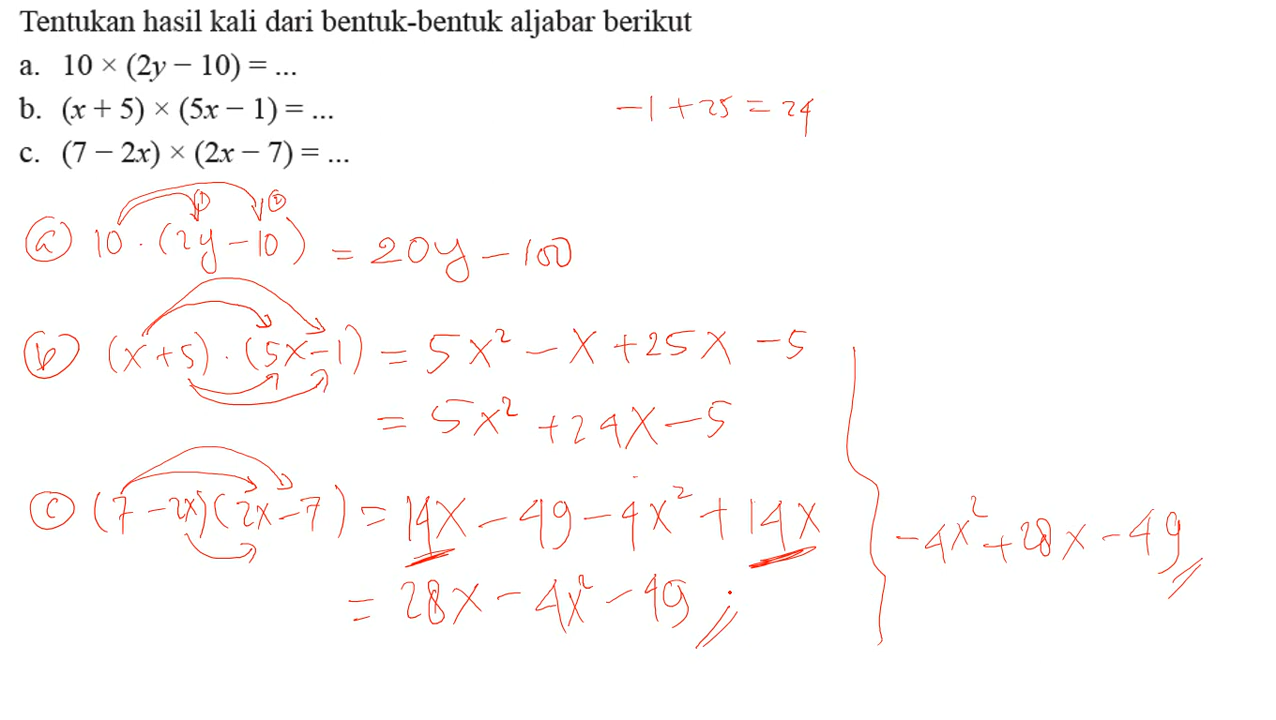 Tentukan hasil kali dari bentuk-bentuk aljabar berikut
a. 10 × (2y − 10) = ...
b. (x + 5) × (5x − 1) = ...
c. (7 − 2x) × (2x − 7) = ...
−1 + 25 = 24
① ②
ⓐ 10 . (2y − 10) = 20y − 100
ⓑ (x + 5) . (5x − 1) = 5x² − x + 25x − 5
= 5x² + 24x − 5
ⓒ (7 − 2x) (2x − 7) = 14x − 49 − 4x² + 14x
= 28x − 4x² − 49 ;
−4x² + 28x − 49